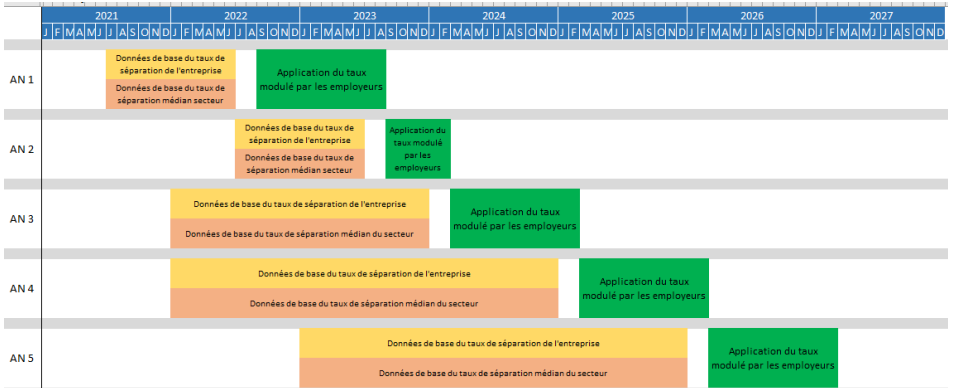 2021 2022 2023 2024 2025 2026 2027
J F M A M J J A S O N D J F M A M J J A S O N D J F M A M J J A S O N D J F M A M J J A S O N D J F M A M J J A S O N D J F M A M J J A S O N D J F M A M J J A S O N D
AN 1
Données de base du taux de
séparation de l'entreprise
Données de base du taux de
séparation médian secteur
Application du taux
modulé par les employeurs
AN 2
Données de base du taux de
séparation de l'entreprise
Données de base du taux de
séparation médian secteur
Application du
taux modulé
par les
employeurs
AN 3
Données de base du taux de séparation de l'entreprise
Données de base du taux de séparation médian du secteur
Application du taux
modulé par les employeurs
AN 4
Données de base du taux de séparation de l'entreprise
Données de base du taux de séparation médian du secteur
Application du taux
modulé par les employeurs
AN 5
Données de base du taux de séparation de l'entreprise
Données de base du taux de séparation médian du secteur
Application du taux
modulé par les employeurs